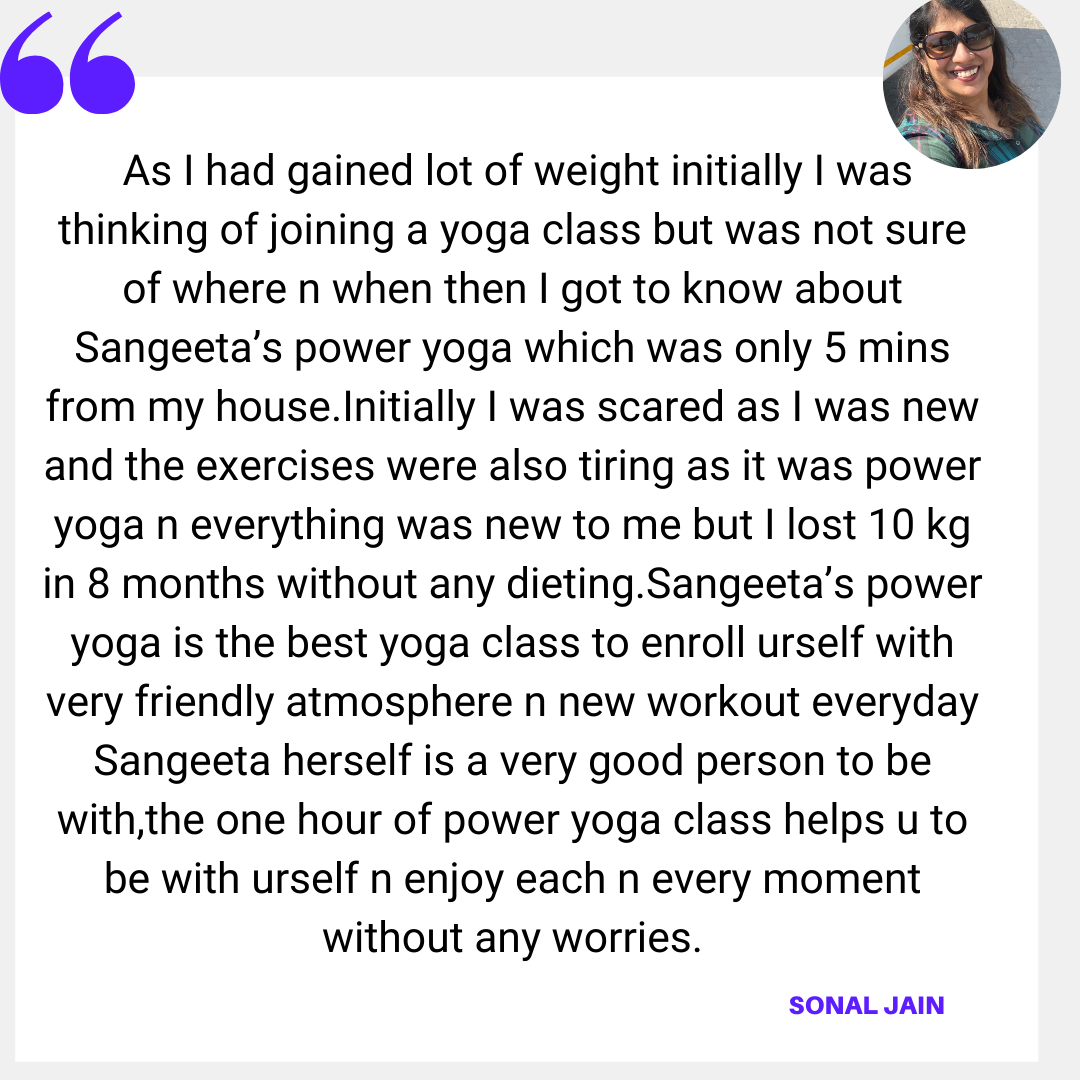 As I had gained lot of weight initially I was
thinking of joining a yoga class but was not sure
of where n when then I got to know about
Sangeeta’s power yoga which was only 5 mins
from my house.Initially I was scared as I was new
and the exercises were also tiring as it was power
yoga n everything was new to me but I lost 10 kg
in 8 months without any dieting.Sangeeta’s power
yoga is the best yoga class to enroll urself with
very friendly atmosphere n new workout everyday
Sangeeta herself is a very good person to be
with,the one hour of power yoga class helps u to
be with urself n enjoy each n every moment
without any worries.
SONAL JAIN